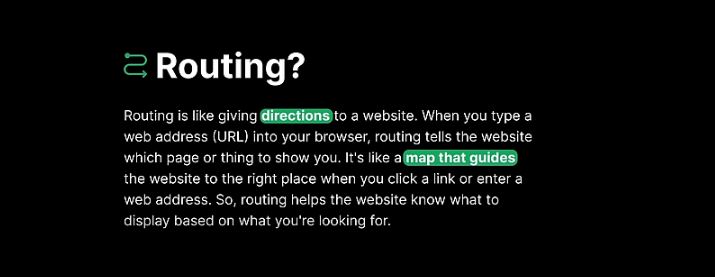 Routing?
Routing is like giving directions to a website. When you type a
web address (URL) into your browser, routing tells the website
which page or thing to show you. It's like a map that guides
the website to the right place when you click a link or enter a
web address. So, routing helps the website know what to
display based on what you're looking for.